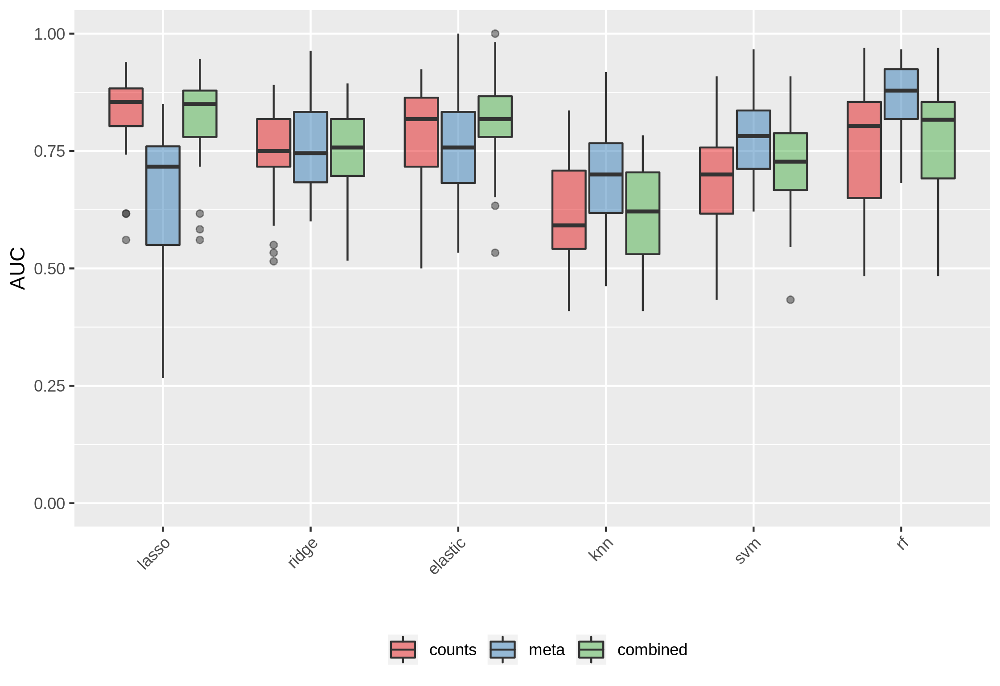 AUC
1.00
0.75
0.50
0.25
0.00
lasso
ridge
elastic
knn
svm
rf
counts
meta
combined